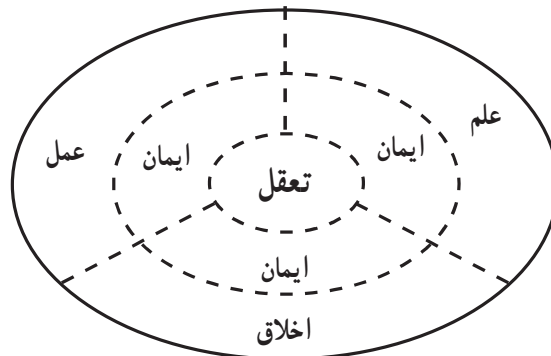 علم
ایمان
ایمان
عمل
تعقل
ایمان
اخلاق